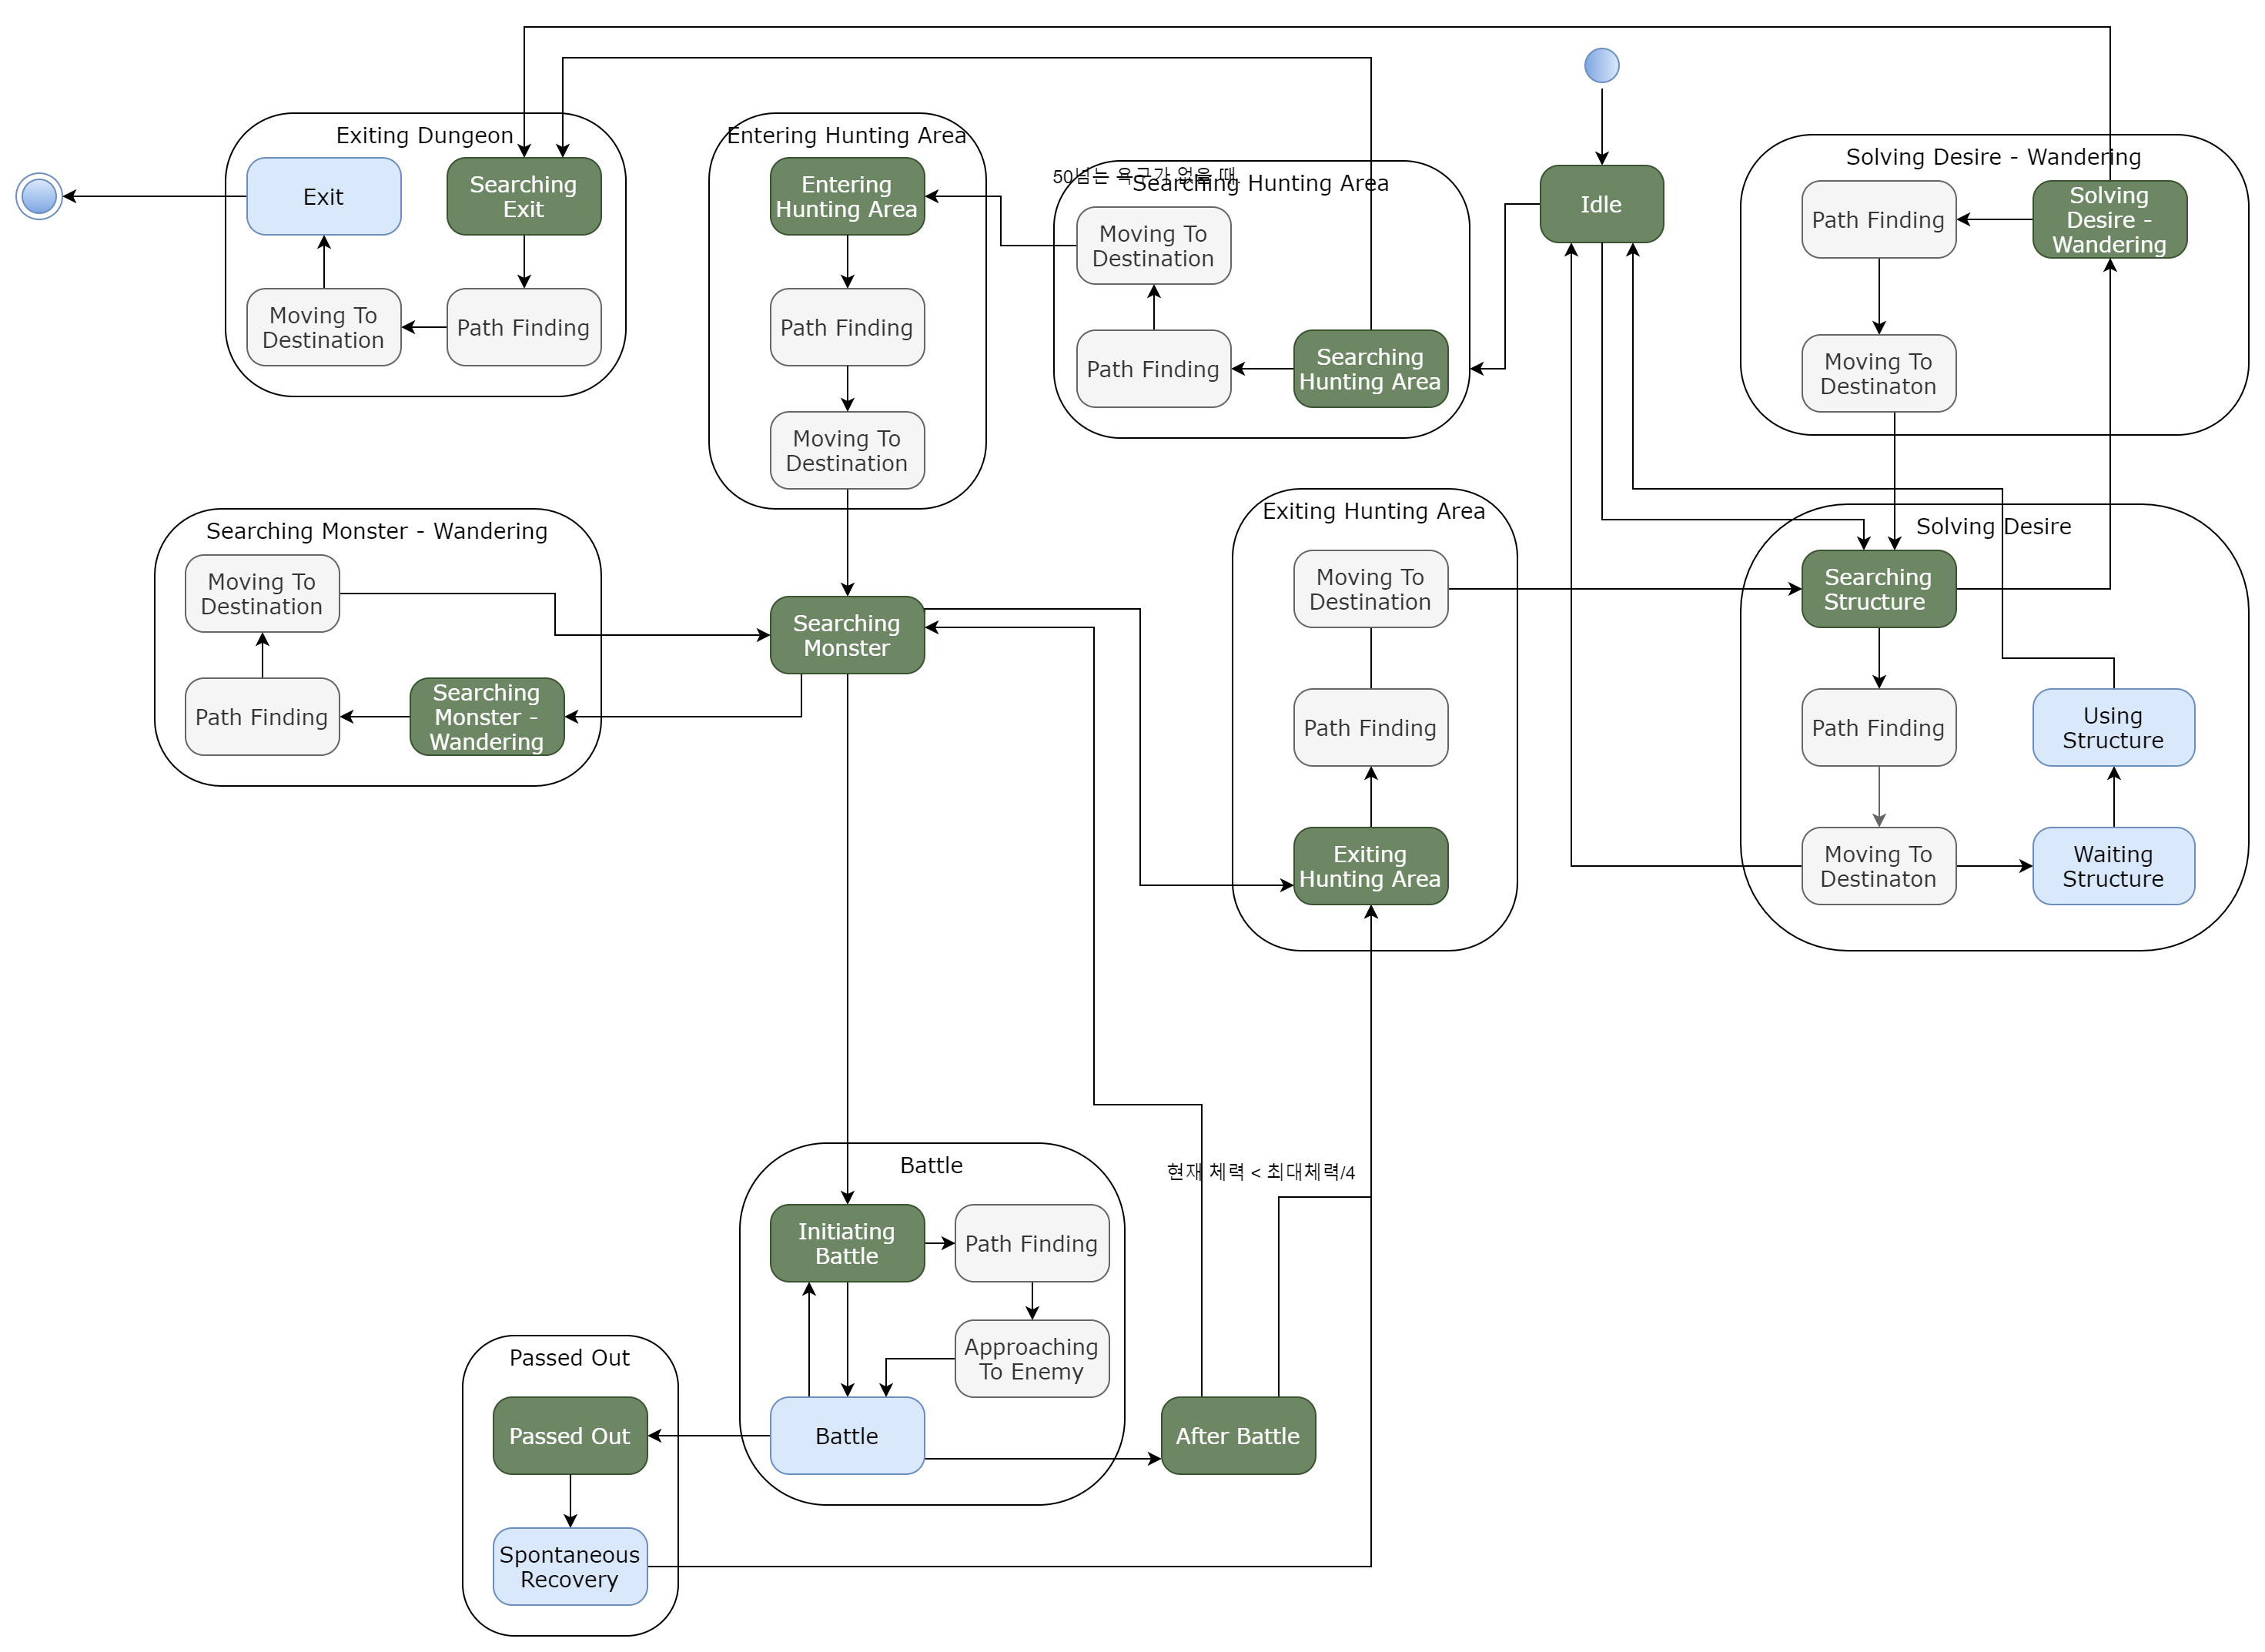 Exiting Dungeon
Exit
Searching
Exit
Moving To
Destination
Path Finding
Entering Hunting Area
Entering
Hunting Area
Path Finding
Moving To
Destination
50넘는 욕구가 없을 때
Searching Hunting Area
Moving To
Destination
Path Finding
Searching
Hunting Area
Idle
Solving Desire - Wandering
Path Finding
Solving
Desire -
Wandering
Moving To
Destinaton
Searching Monster - Wandering
Moving To
Destination
Path Finding
Searching
Monster -
Wandering
Searching
Monster
Exiting Hunting Area
Moving To
Destination
Path Finding
Exiting
Hunting Area
Solving Desire
Searching
Structure
Path Finding
Using
Structure
Moving To
Destinaton
Waiting
Structure
Battle
현재 체력 < 최대체력/4
Initiating
Battle
Path Finding
Approaching
To Enemy
Battle
After Battle
Passed Out
Passed Out
Spontaneous
Recovery